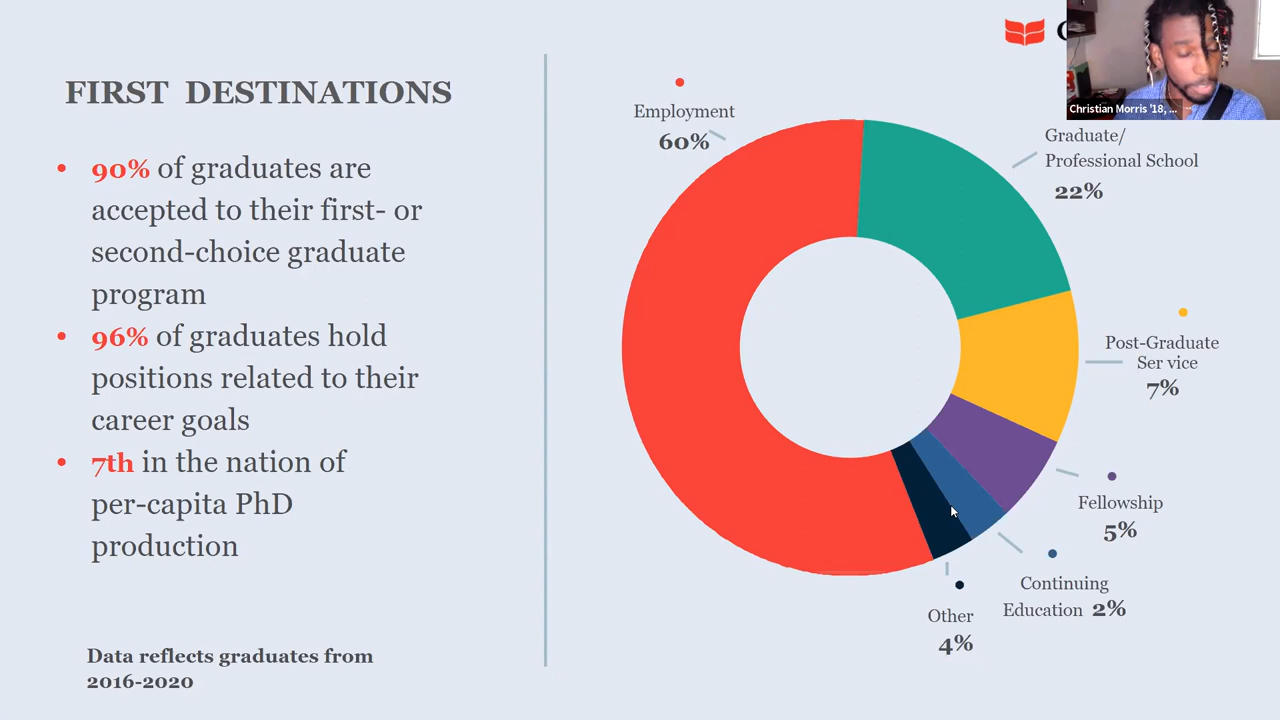 FIRST DESTINATIONS
90% of graduates are
accepted to their first- or
second-choice graduate
program
96% of graduates hold
positions related to their
career goals
7th in the nation of
per-capita PhD
production
Data reflects graduates from
2016-2020
Employment
60%
Christian Morris '18, ...
Graduate/
Professional School
22%
Post-Graduate
Ser vice
7%
Fellowship
5%
Continuing
Education 2%
Other
4%